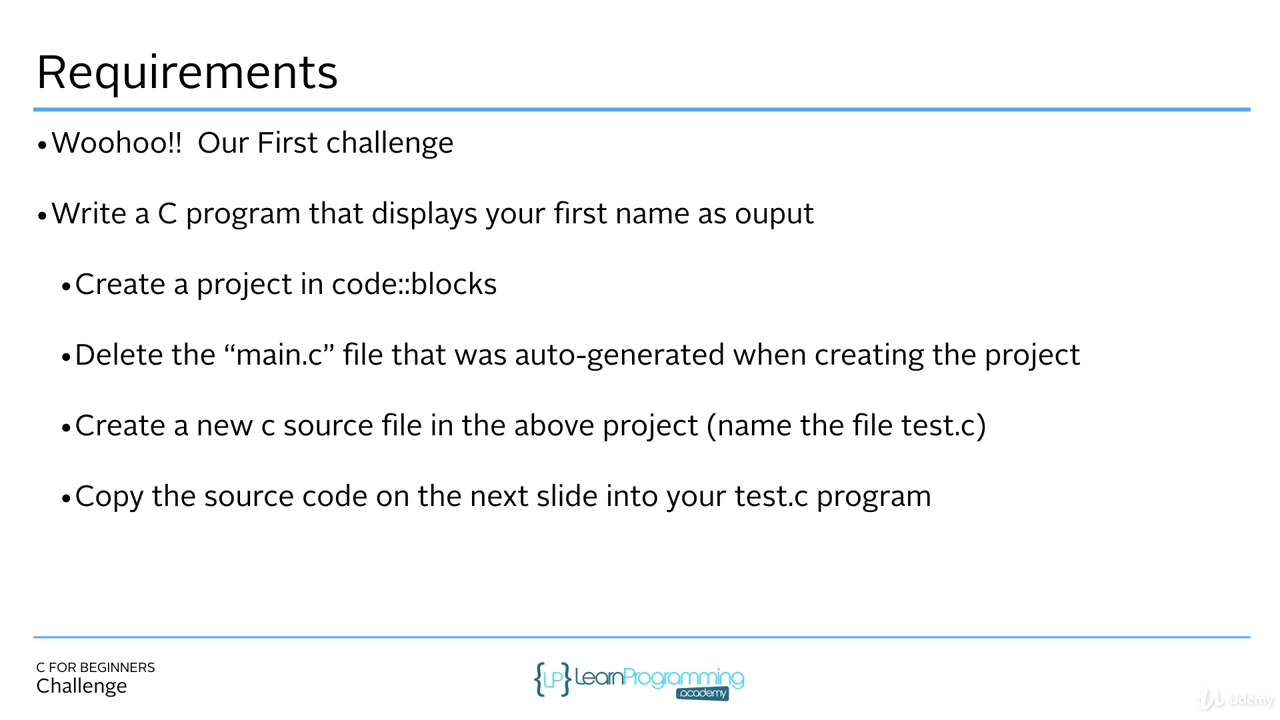 Requirements
•Woohoo!!  Our First challenge
•Write a C program that displays your first name as ouput
•Create a project in code::blocks
•Delete the “main.c” file that was auto-generated when creating the project
•Create a new c source file in the above project (name the file test.c)
•Copy the source code on the next slide into your test.c program
C FOR BEGINNERS
Challenge
{LP} LearnProgramming
.academy
Udemy